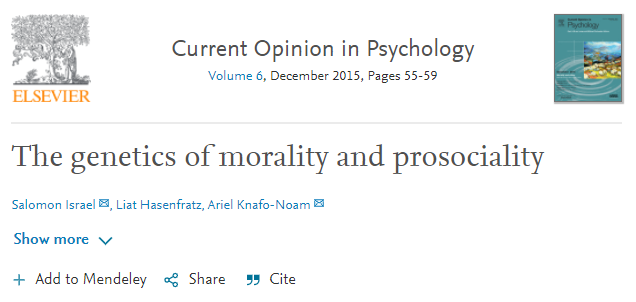 ELSEVIER
Current Opinion in Psychology
Volume 6, December 2015, Pages 55-59
The genetics of morality and prosociality
Salomon Israel, Liat Hasenfratz, Ariel Knafo-Noam
Show more
Add to Mendeley Share Cite